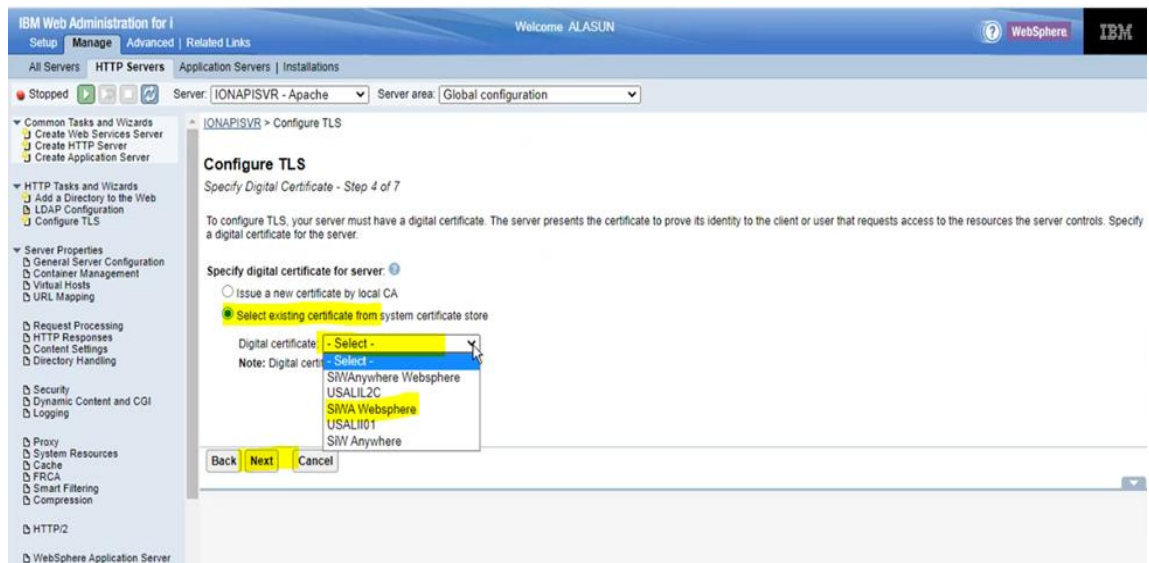 IBM Web Administration for i
Welcome ALASUN
WebSphere.
IBM
Setup Manage Advanced | Related Links
All Servers HTTP Servers Application Servers | Installations
Stopped Server: IONAPISVR - Apache Server area: Global configuration
Common Tasks and Wizards
Create Web Services Server
Create HTTP Server
Create Application Server
HTTP Tasks and Wizards
Add a Directory to the Web
LDAP Configuration
Configure TLS
Server Properties
General Server Configuration
Container Management
Virtual Hosts
URL Mapping
Request Processing
HTTP Responses
Content Settings
Directory Handling
Security
Dynamic Content and CGI
Logging
Proxy
System Resources
Cache
FRCA
Smart Filtering
Compression
HTTP/2
WebSphere Application Server
IONAPISVR > Configure TLS
Configure TLS
Specify Digital Certificate - Step 4 of 7
To configure TLS, your server must have a digital certificate. The server presents the certificate to prove its identity to the client or user that requests access to the resources the server controls. Specify
a digital certificate for the server.
Specify digital certificate for server:
Issue a new certificate by local CA
Select existing certificate from system certificate store
Digital certificate: - Select -
Note: Digital certi
- Select -
SiWAnywhere Websphere
USALIL2C
SIWA Websphere
USALII01
SiW Anywhere
Back Next Cancel